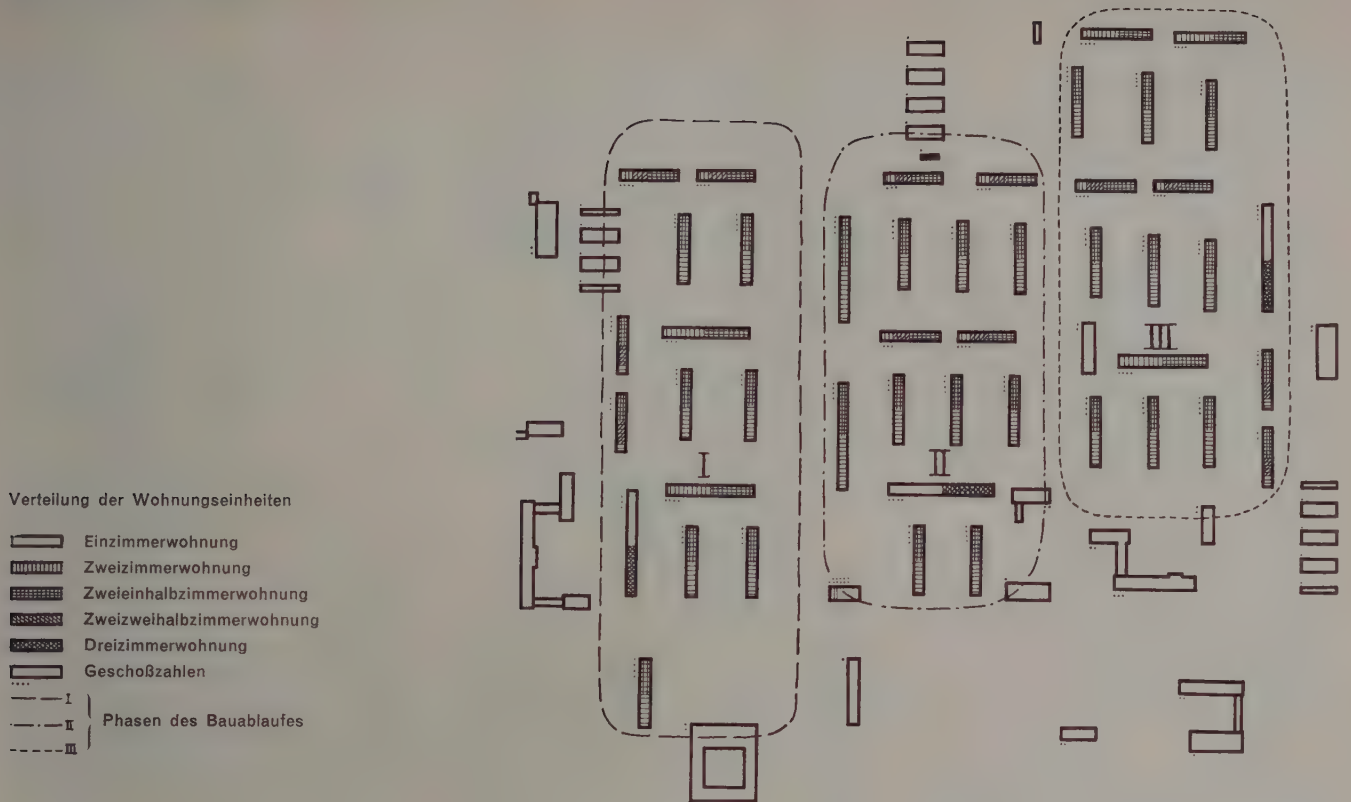 Verteilung der Wohnungseinheiten
Einzimmerwohnung
Zweizimmerwohnung
Zweieinhalbzimmerwohnung
Zweizweihalbzimmerwohnung
Dreizimmerwohnung
Geschoßzahlen
I
II
III
Phasen des Bauablaufes
I
II
III